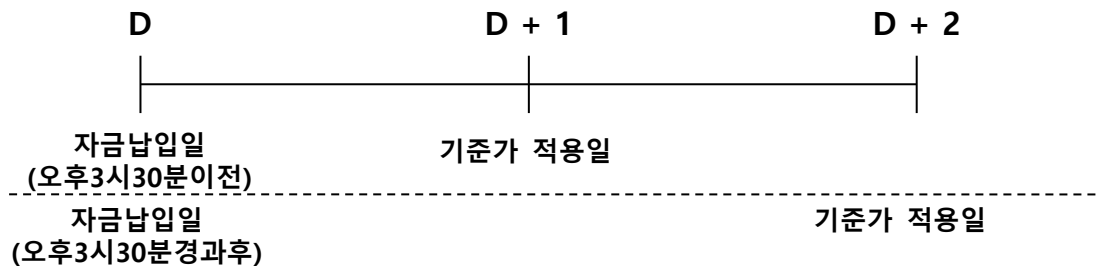 D D + 1 D + 2
자금납입일
(오후3시30분이전)
기준가 적용일
자금납입일
(오후3시30분경과후)
기준가 적용일